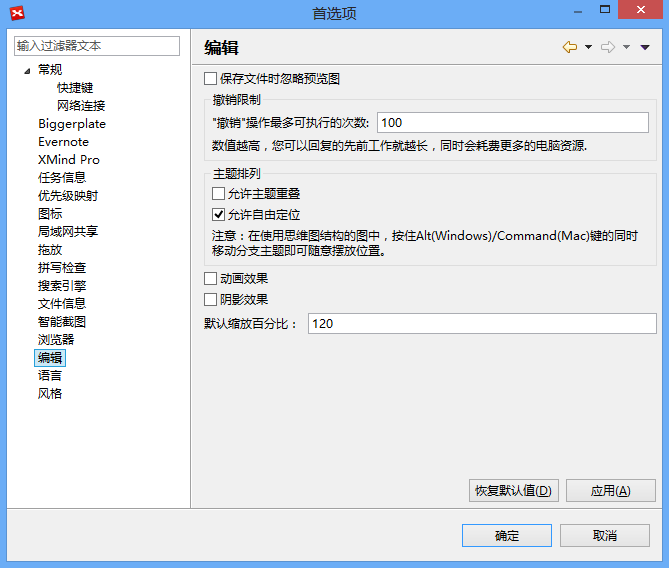 首选项
输入过滤器文本
常规
快捷键
网络连接
Biggerplate
Evernote
XMind Pro
任务信息
优先级映射
图标
局域网共享
拖放
拼写检查
搜索引擎
文件信息
智能截图
浏览器
编辑
语言
风格
编辑
保存文件时忽略预览图
撤销限制
"撤销"操作最多可执行的次数: 100
数值越高，您可以回复的先前工作就越长，同时会耗费更多的电脑资源.
主题排列
允许主题重叠
允许自由定位
注意：在使用思维图结构的图中，按住Alt(Windows)/Command(Mac)键的同时
移动分支主题即可随意摆放位置。
动画效果
阴影效果
默认缩放百分比： 120
恢复默认值(D) 应用(A)
确定 取消